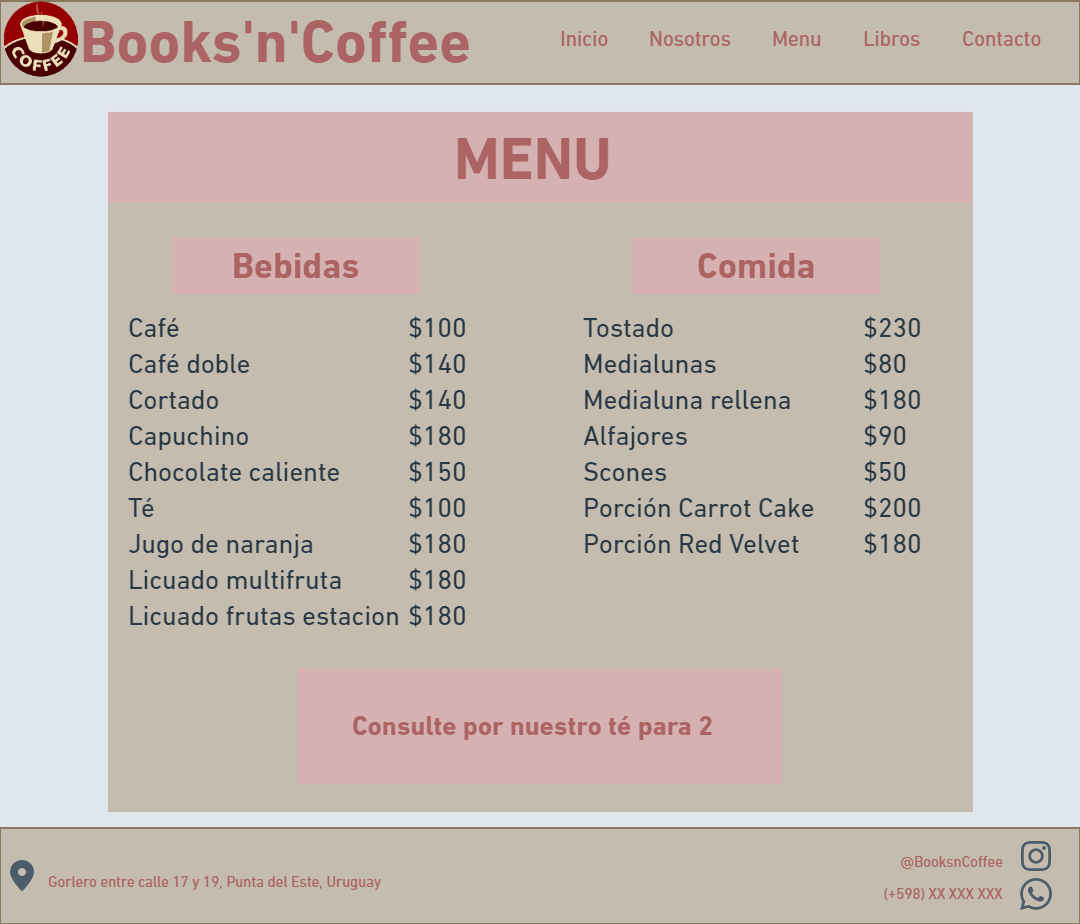 COFFEE
Books'n'Coffee
Inicio Nosotros Menu Libros Contacto
MENU
Bebidas
Café $100
Café doble $140
Cortado $140
Capuchino $180
Chocolate caliente $150
Té $100
Jugo de naranja $180
Licuado multifruta $180
Licuado frutas estacion $180
Comida
Tostado $230
Medialunas $80
Medialuna rellena $180
Alfajores $90
Scones $50
Porción Carrot Cake $200
Porción Red Velvet $180
Consulte por nuestro té para 2
Gorlero entre calle 17 y 19, Punta del Este, Uruguay
@BooksnCoffee
(+598) XX XXX XXX